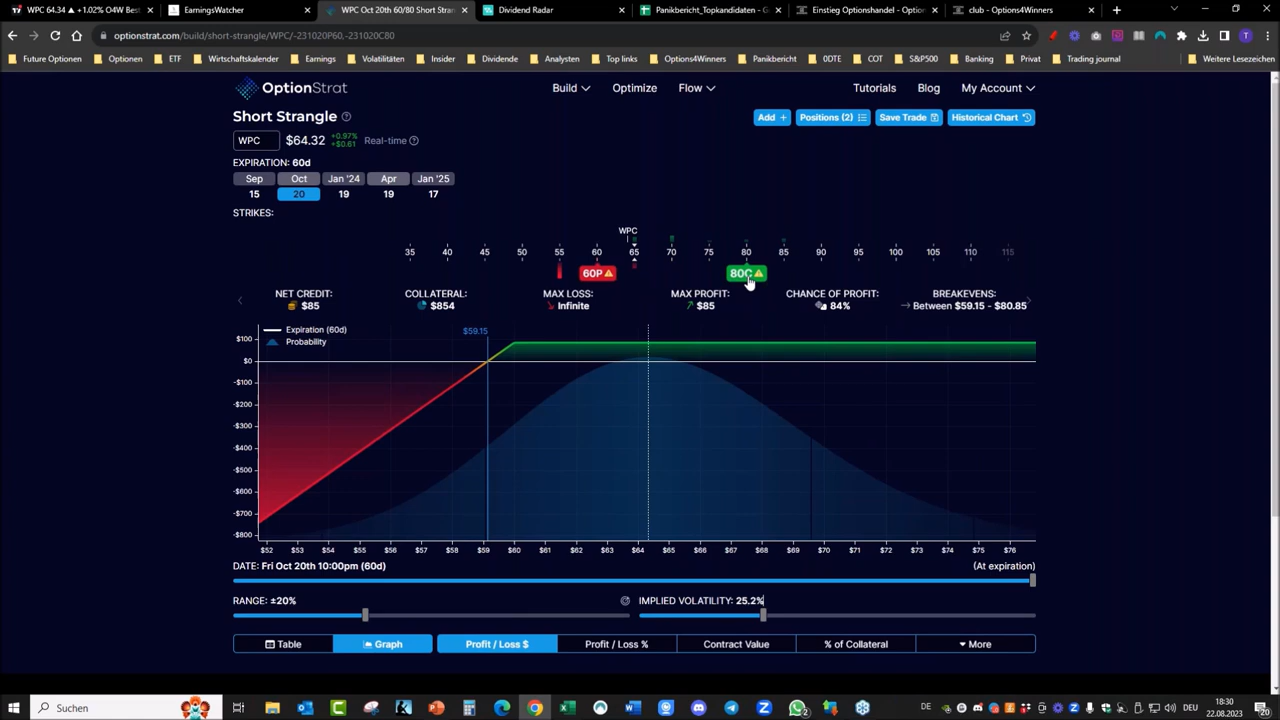 WPC 64.34 ▲ +1.02% O4W Bes
EarningsWatcher
WPC Oct 20th 60/80 Short Stran
Dividend Radar
Panikbericht_Topkandidaten - G
Einstieg Optionshandel - Option
club - Options4Winners
optionstrat.com/build/short-strangle/WPC/-231020P60,-231020C80
Future Optionen
Optionen
ETF
Wirtschaftskalender
Earnings
Volatilitäten
Insider
Dividende
Analysten
Top links
Options4Winners
Panikbericht
0DTE
COT
S&P500
Banking
Privat
Trading journal
Weitere Lesezeichen
OptionStrat
Build
Optimize
Flow
Tutorials
Blog
My Account
Short Strangle
Add +
Positions (2)
Save Trade
Historical Chart
WPC
$64.32
+0.97%
+$0.61
Real-time
EXPIRATION: 60d
Sep
Oct
Jan '24
Apr
Jan '25
15
20
19
19
17
STRIKES:
WPC
35 40 45 50 55 60 65 70 75 80 85 90 95 100 105 110 115
60P
80C
NET CREDIT:
$85
COLLATERAL:
$854
MAX LOSS:
Infinite
MAX PROFIT:
$85
CHANCE OF PROFIT:
84%
BREAKEVENS:
Between $59.15 - $80.85
Expiration (60d)
Probability
$59.15
$100
$0
-$100
-$200
-$300
-$400
-$500
-$600
-$700
-$800
$52 $53 $54 $55 $56 $57 $58 $59 $60 $61 $62 $63 $64 $65 $66 $67 $68 $69 $70 $71 $72 $73 $74 $75 $76
DATE: Fri Oct 20th 10:00pm (60d)
(At expiration)
RANGE: ±20%
IMPLIED VOLATILITY: 25.2%
Table
Graph
Profit / Loss $
Profit / Loss %
Contract Value
% of Collateral
More
Suchen
DE
DEU
18:30
22.08.2023